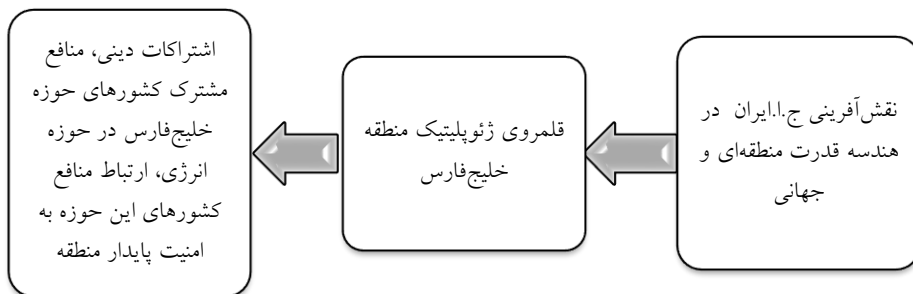 نقش‌آفرینی ج.ا.ایران در
هندسه قدرت منطقه‌ای و
جهانی
قلمروی ژئوپلیتیک منطقه
خلیج‌فارس
اشتراکات دینی، منافع
مشترک کشورهای حوزه
خلیج‌فارس در حوزه
انرژی، ارتباط منافع
کشورهای این حوزه به
امنیت پایدار منطقه